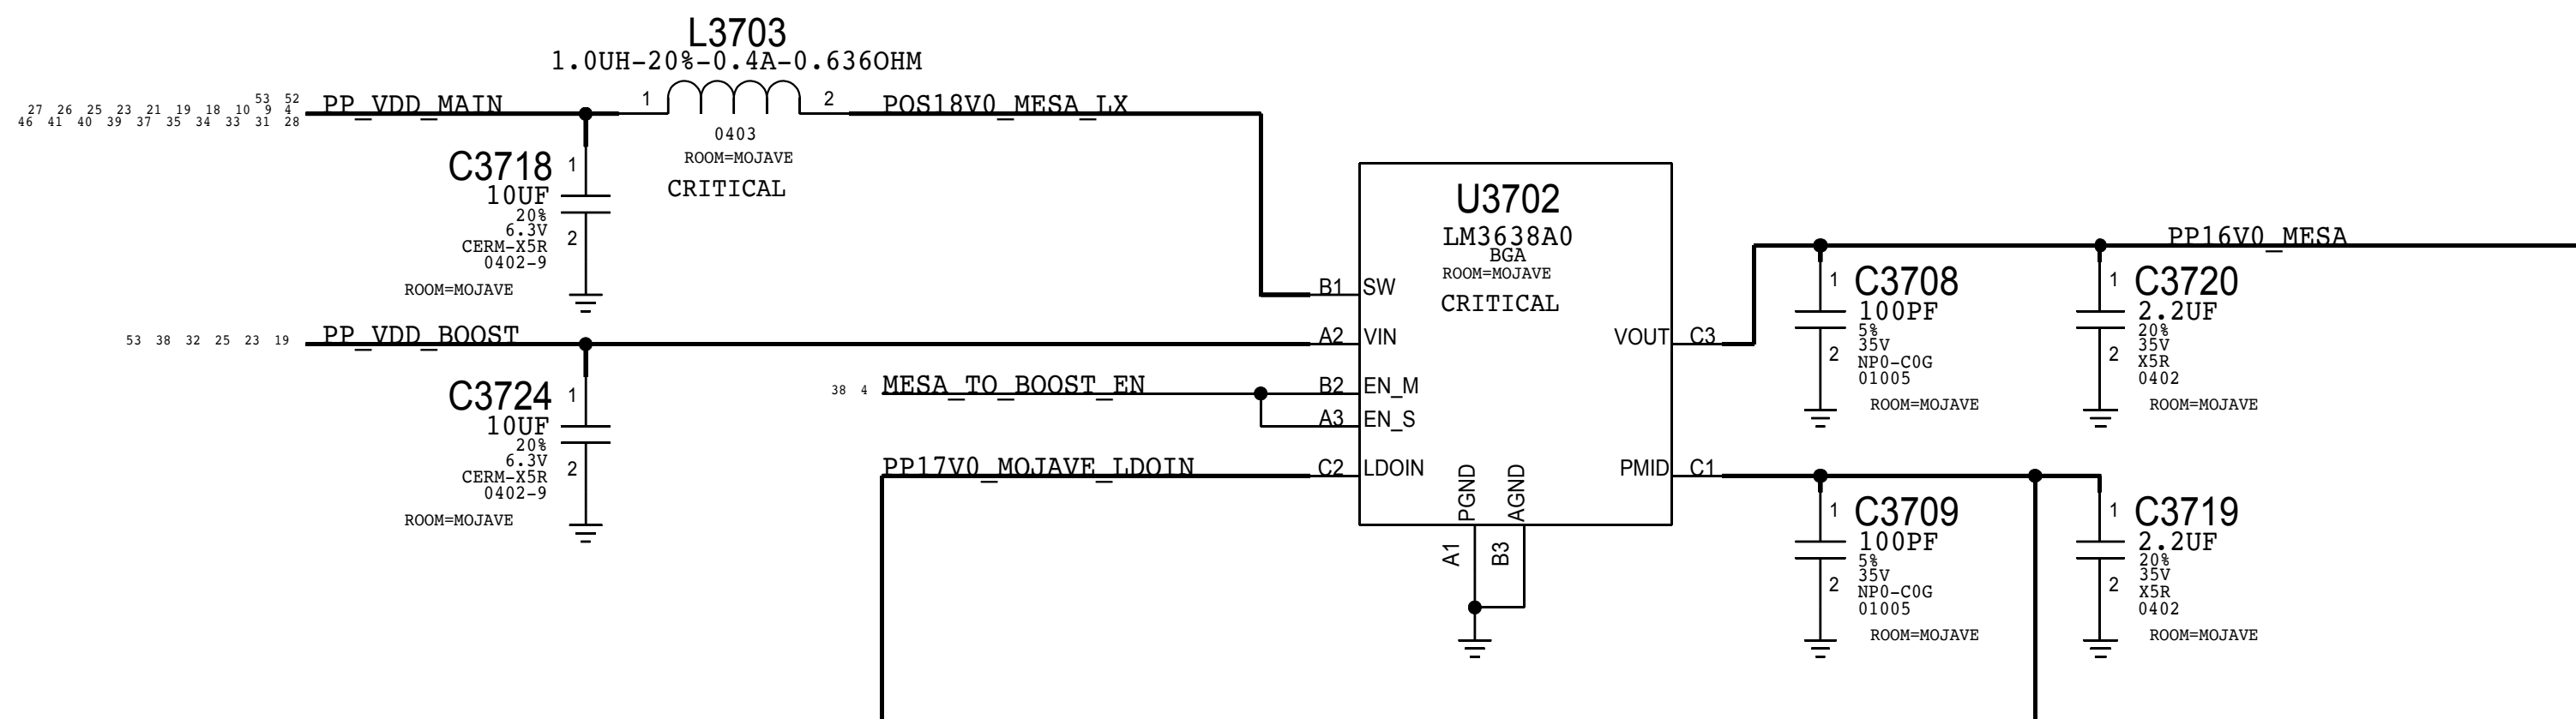 L3703
1.0UH-20%-0.4A-0.636OHM
53 52
27 26 25 23 21 19 18 10 9 4
46 41 40 39 37 35 34 33 31 28
PP_VDD_MAIN
1
2
POS18V0_MESA_LX
0403
ROOM=MOJAVE
CRITICAL
C3718
10UF
20%
6.3V
CERM-X5R
0402-9
ROOM=MOJAVE
1
2
U3702
LM3638A0
BGA
ROOM=MOJAVE
CRITICAL
B1 SW
53 38 32 25 23 19
PP_VDD_BOOST
A2 VIN
38 4 MESA_TO_BOOST_EN
B2 EN_M
A3 EN_S
PP17V0_MOJAVE_LDOIN
C2 LDOIN
VOUT C3
PMID C1
PGND
AGND
A1
B3
C3724
10UF
20%
6.3V
CERM-X5R
0402-9
ROOM=MOJAVE
1
2
PP16V0_MESA
1
2
C3708
100PF
5%
35V
NP0-C0G
01005
ROOM=MOJAVE
1
2
C3720
2.2UF
20%
35V
X5R
0402
ROOM=MOJAVE
1
2
C3709
100PF
5%
35V
NP0-C0G
01005
ROOM=MOJAVE
1
2
C3719
2.2UF
20%
35V
X5R
0402
ROOM=MOJAVE